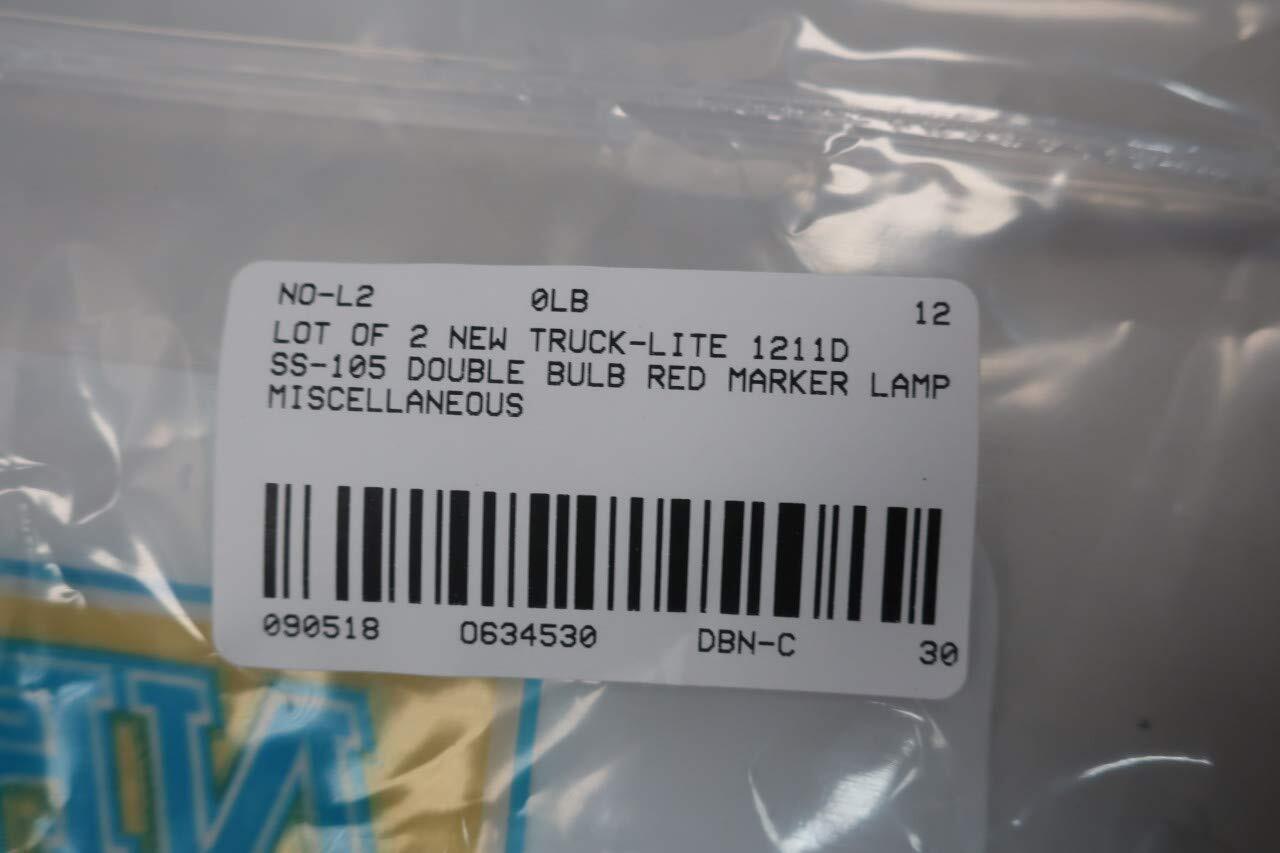 NO-L2 0LB 12
LOT OF 2 NEW TRUCK-LITE 1211D
SS-105 DOUBLE BULB RED MARKER LAMP
MISCELLANEOUS
090518 O634530 DBN-C 30